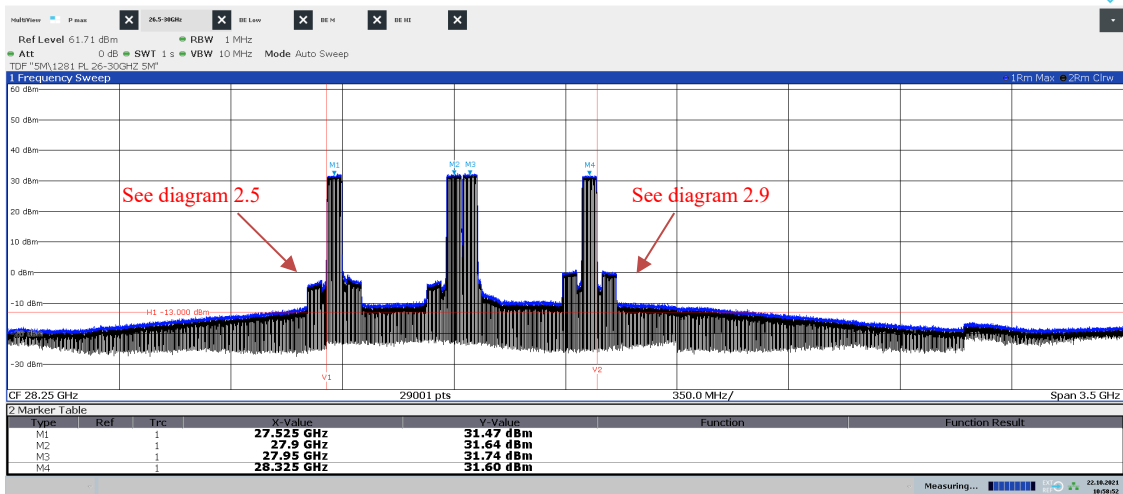 MultiView P max 26.5-30GHz BE Low BE M BE HI
Ref Level 61.71 dBm RBW 1 MHz
Att 0 dB SWT 1 s VBW 10 MHz Mode Auto Sweep
TDF "5M\1281 PL 26-30GHZ 5M"
1 Frequency Sweep 1Rm Max 2Rm Clrw
60 dBm
50 dBm
40 dBm
M1 M2 M3 M4
30 dBm
See diagram 2.5 See diagram 2.9
20 dBm
10 dBm
0 dBm
-10 dBm
H1 -13.000 dBm
-30 dBm
V1 V2
CF 28.25 GHz 29001 pts 350.0 MHz/ Span 3.5 GHz
2 Marker Table
Type Ref Trc X-Value Y-Value Function Function Result
M1 1 27.525 GHz 31.47 dBm
M2 1 27.9 GHz 31.64 dBm
M3 1 27.95 GHz 31.74 dBm
M4 1 28.325 GHz 31.60 dBm
Measuring... EXT REF 22.10.2021
10:58:52